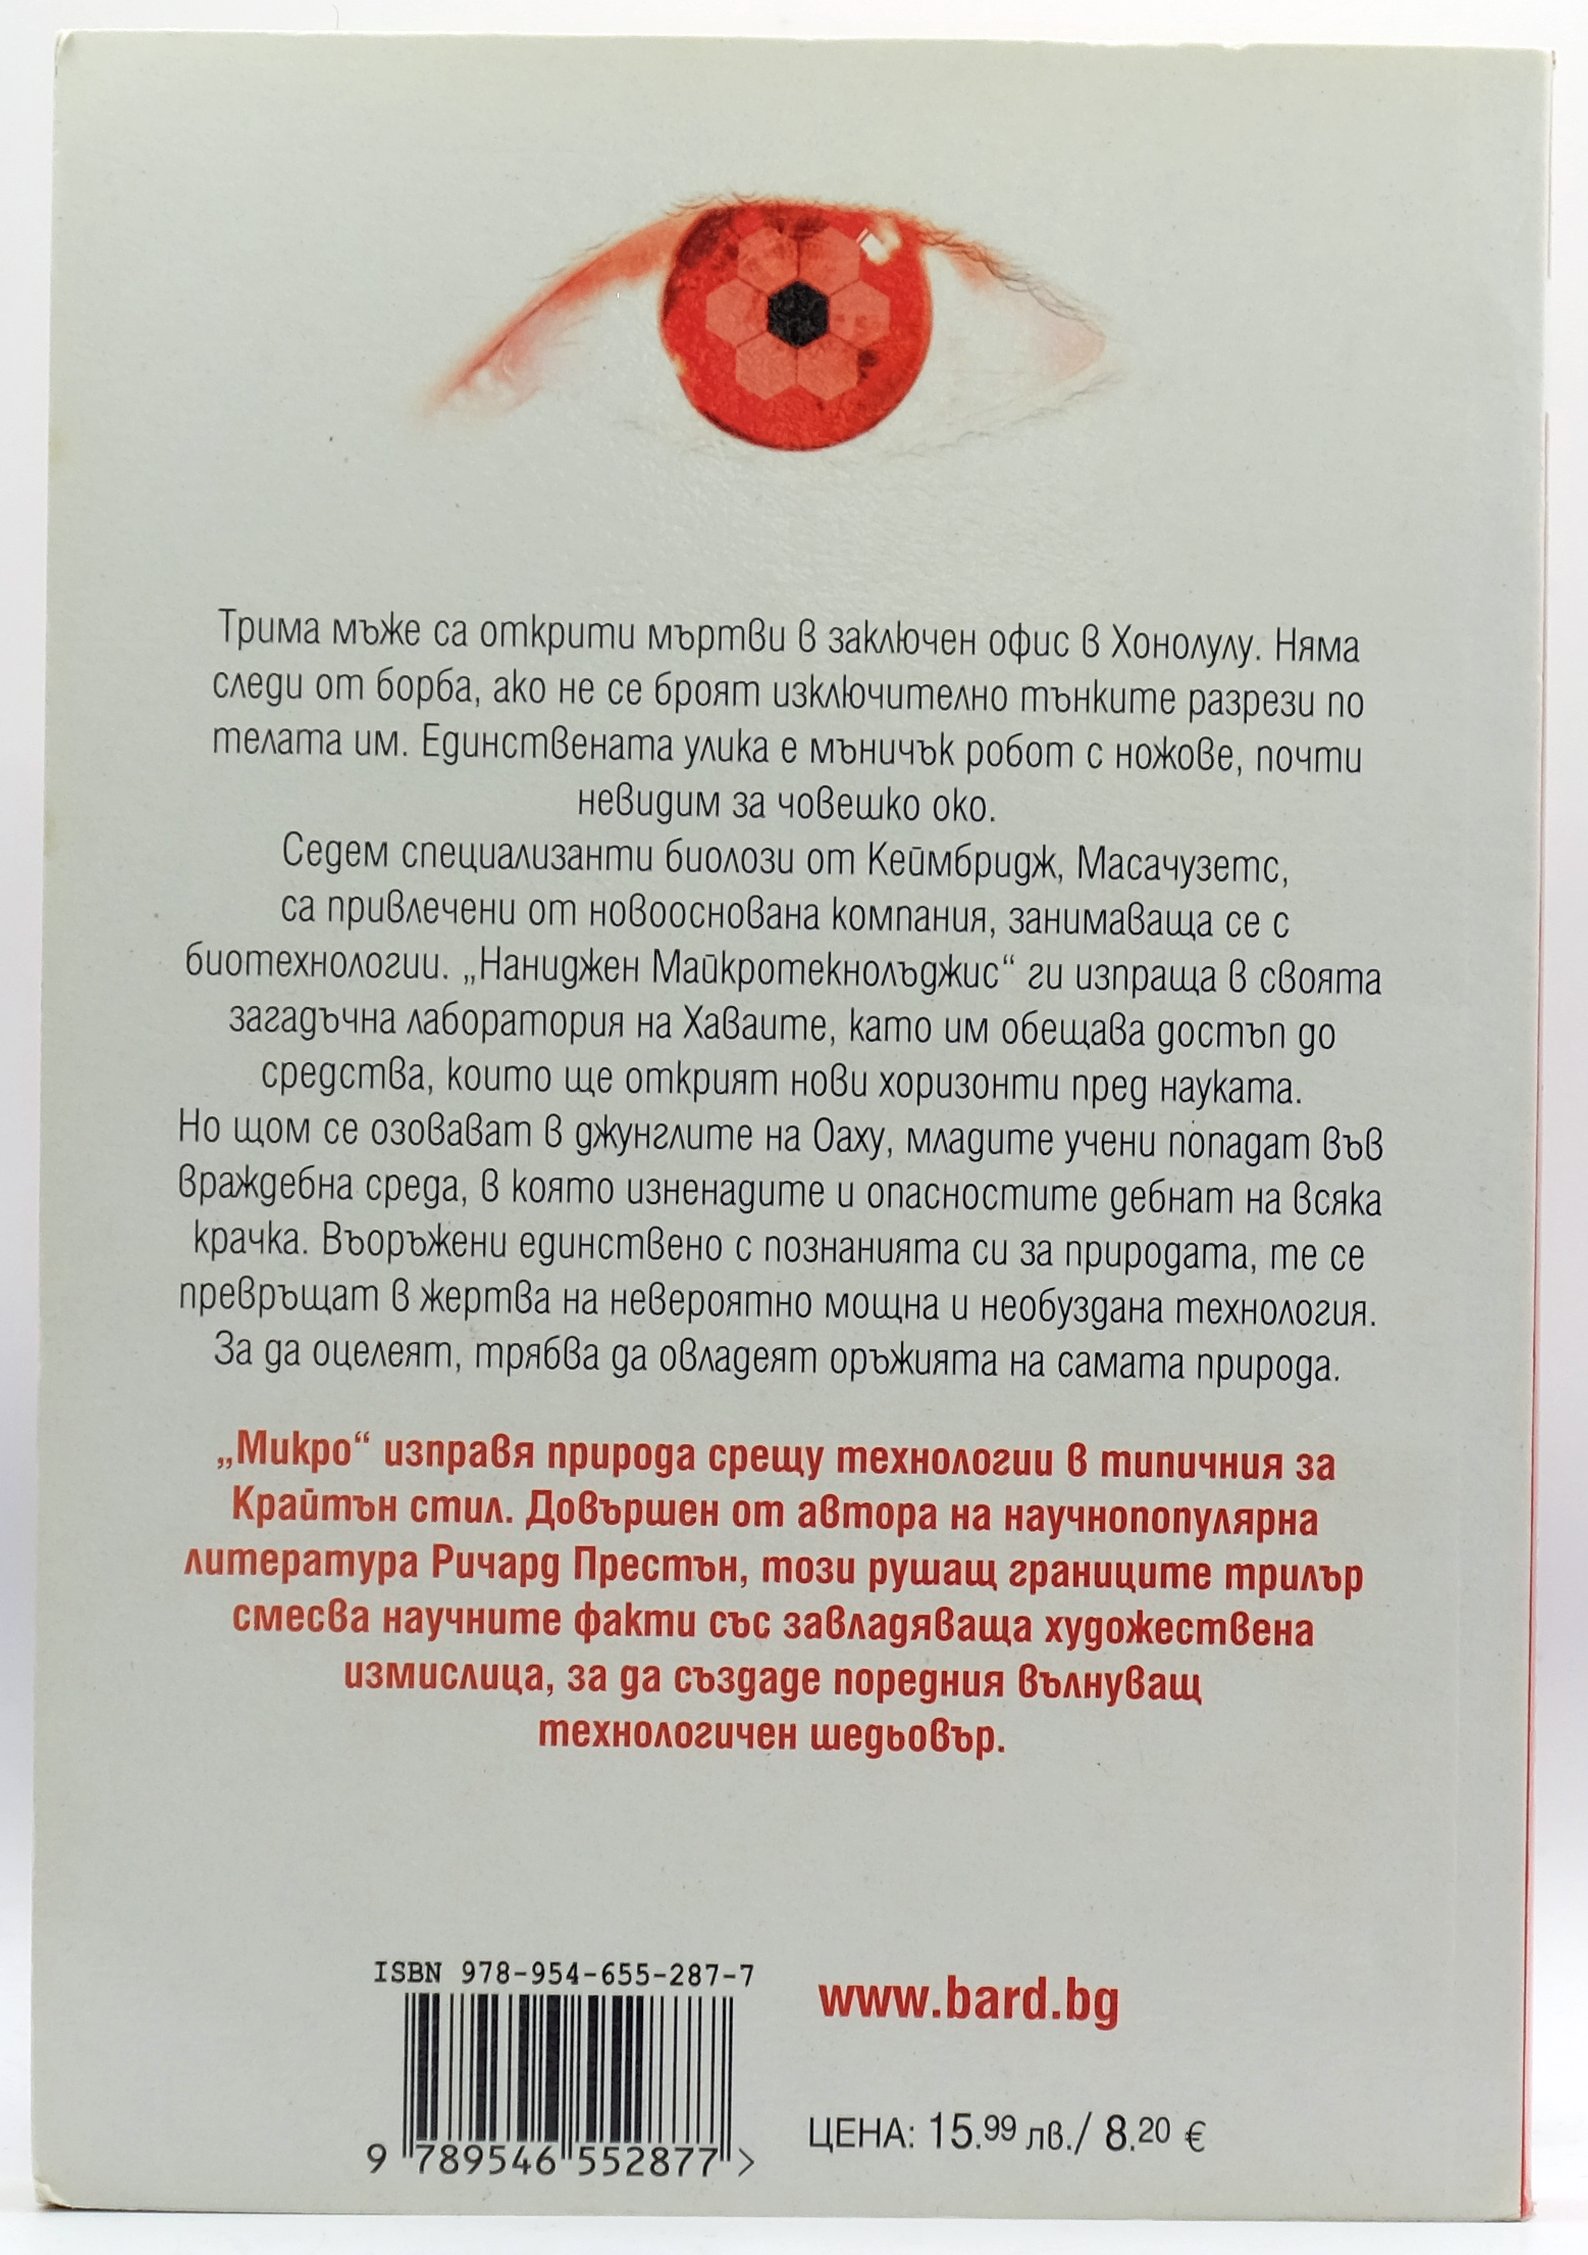 Трима мъже са открити мъртви в заключен офис в Хонолулу. Няма
следи от борба, ако не се броят изключително тънките разрези по
телата им. Единствената улика е мъничък робот с ножове, почти
невидим за човешко око.
Седем специализанти биолози от Кеймбридж, Масачузетс,
са привлечени от новооснована компания, занимаваща се с
биотехнологии. „Наниджен Майкротекнолъджис“ ги изпраща в своята
загадъчна лаборатория на Хаваите, като им обещава достъп до
средства, които ще открият нови хоризонти пред науката.
Но щом се озовават в джунглите на Оаху, младите учени попадат във
враждебна среда, в която изненадите и опасностите дебнат на всяка
крачка. Въоръжени единствено с познанията си за природата, те се
превръщат в жертва на невероятно мощна и необуздана технология.
За да оцелеят, трябва да овладеят оръжията на самата природа.
„Микро“ изправя природа срещу технологии в типичния за
Крайтън стил. Довършен от автора на научнопопулярна
литература Ричард Престън, този рушащ границите трилър
смесва научните факти със завладяваща художествена
измислица, за да създаде поредния вълнуващ
технологичен шедьовър.
ISBN 978-954-655-287-7
www.bard.bg
ЦЕНА: 15.99 лв./ 8.20 €
9 789546 552877 >